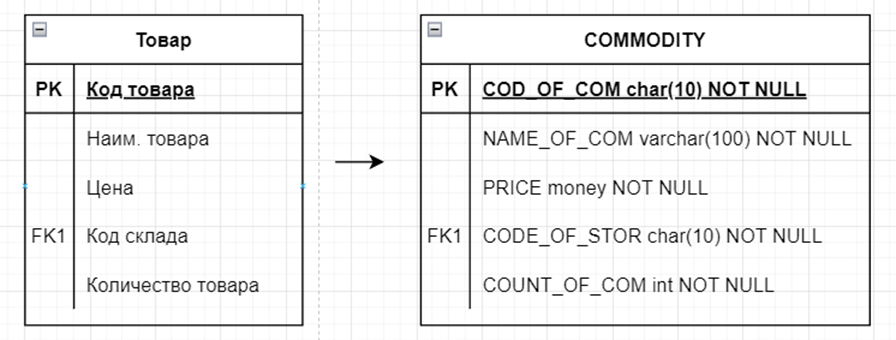 Товар
PK Код товара
Наим. товара
Цена
FK1 Код склада
Количество товара
COMMODITY
PK COD_OF_COM char(10) NOT NULL
NAME_OF_COM varchar(100) NOT NULL
PRICE money NOT NULL
FK1 CODE_OF_STOR char(10) NOT NULL
COUNT_OF_COM int NOT NULL